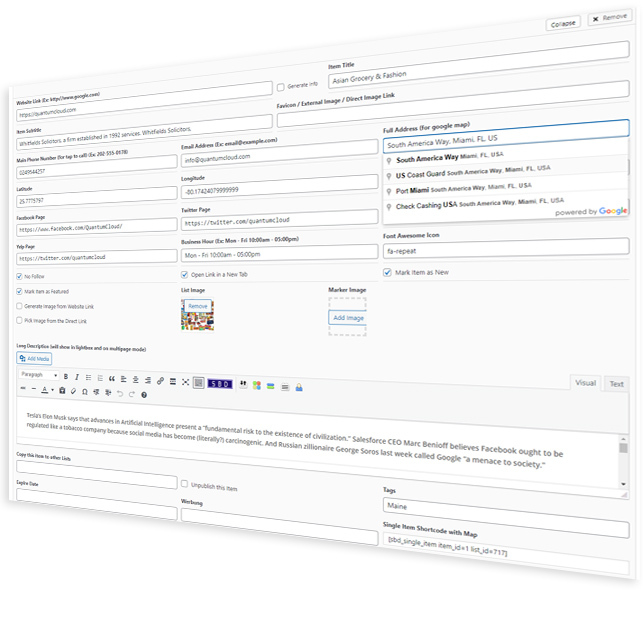 Collapse
✕ Remove
Item Title
Asian Grocery & Fashion
Website Link (Ex: http://www.google.com)
https://quantumcloud.com
Generate Info
Favicon / External Image / Direct Image Link
Item Subtitle
Whitfields Solicitors, a firm established in 1992 services. Whitfields Solicitors.
Full Address (for google map)
South America Way, Miami, FL, US
South America Way Miami, FL, USA
US Coast Guard South America Way, Miami, FL, USA
Port Miami South America Way, Miami, FL, USA
Check Cashing USA South America Way, Miami, FL, USA
powered by Google
Main Phone Number (for tap to call) (Ex: 202-555-0178)
0249544257
Email Address (Ex: email@example.com)
info@quantumcloud.com
Latitude
25.7775797
Longitude
-80.17424079999999
Facebook Page
https://www.facebook.com/QuantumCloud/
Twitter Page
https://twitter.com/quantumcloud
Yelp Page
https://twitter.com/quantumcloud
Business Hour (Ex: Mon - Fri 10:00am - 05:00pm)
Mon - Fri 10:00am - 05:00pm
Font Awesome Icon
fa-repeat
No Follow
Open Link in a New Tab
Mark Item as New
Mark Item as Featured
Generate Image from Website Link
Pick Image from the Direct Link
List Image
Remove
Marker Image
Add Image
Long Description (will show in lightbox and on multipage mode)
Add Media
Visual
Text
Paragraph
SBD
Tesla's Elon Musk says that advances in Artificial Intelligence present a "fundamental risk to the existence of civilization." Salesforce CEO Marc Benioff believes Facebook ought to be
regulated like a tobacco company because social media has become (literally?) carcinogenic. And Russian zillionaire George Soros last week called Google "a menace to society."
Copy this item to other Lists
Unpublish this item
Tags
Maine
Expire Date
Werbung
Single Item Shortcode with Map
[sbd_single_item item_id=1 list_id=717]